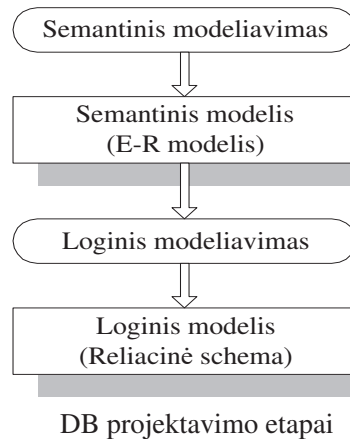 Semantinis modeliavimas
Semantinis modelis
(E-R modelis)
Loginis modeliavimas
Loginis modelis
(Reliacinė schema)
DB projektavimo etapai